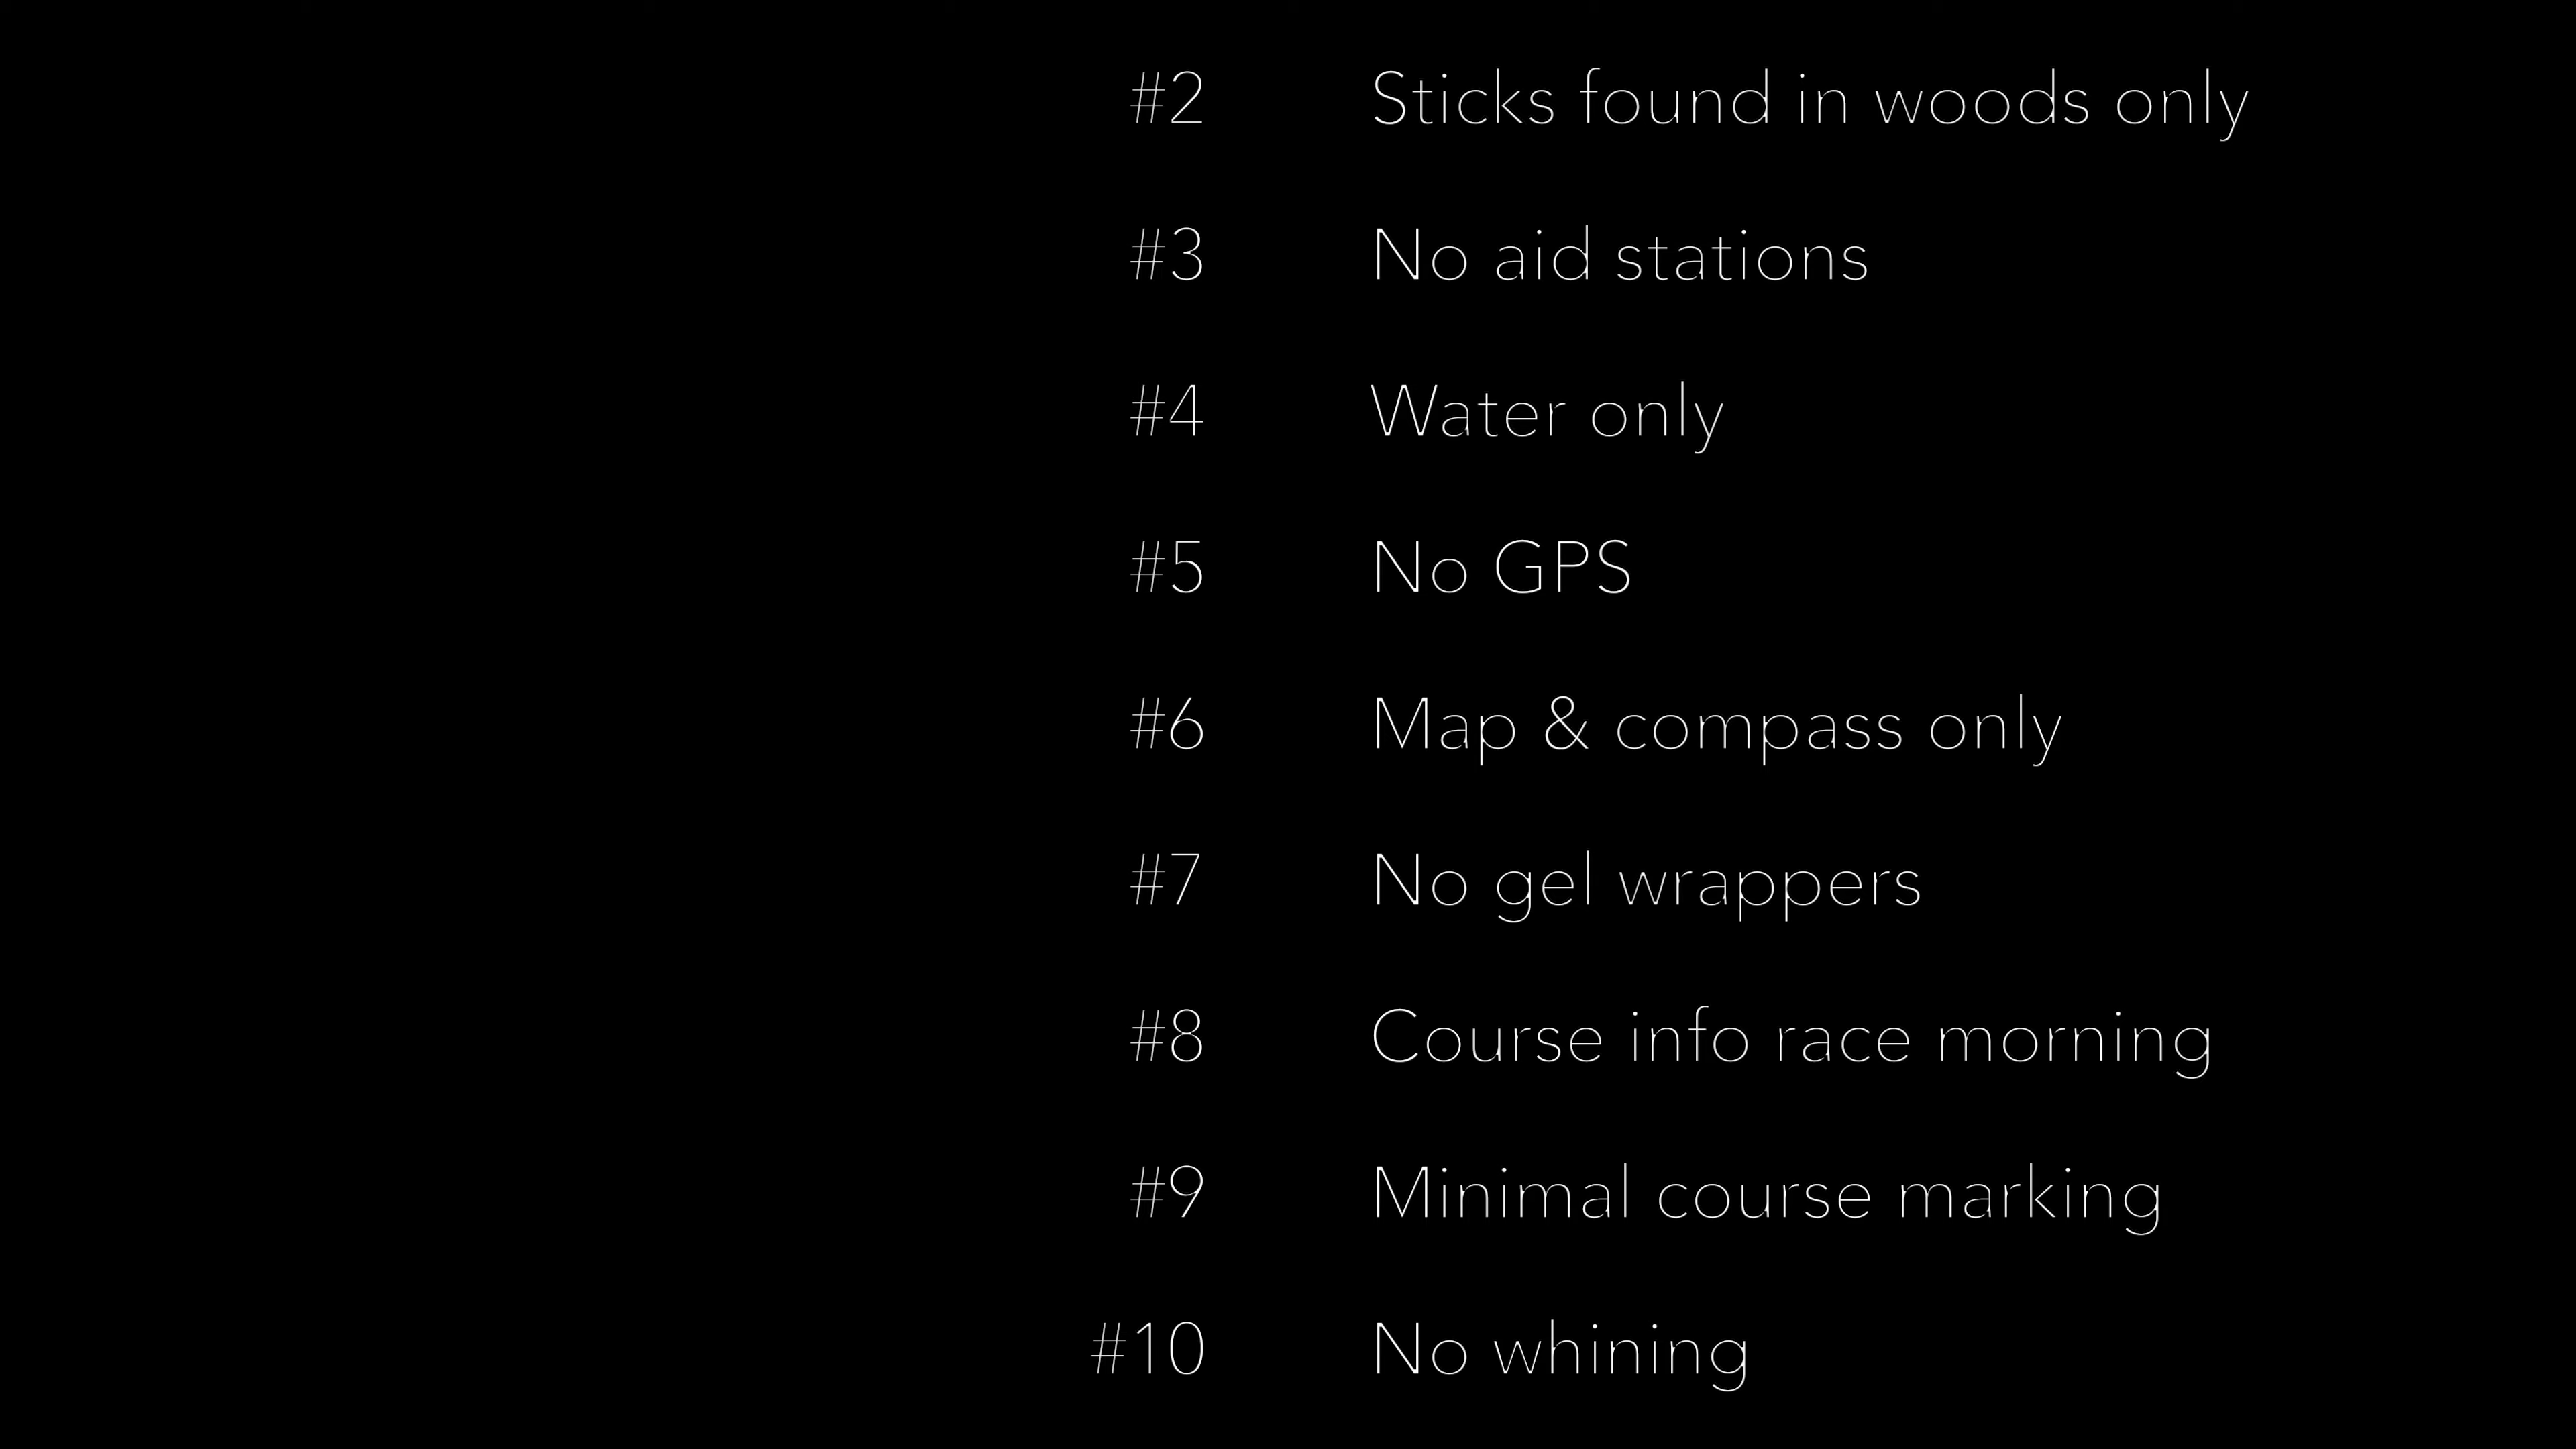 #2 Sticks found in woods only
#3 No aid stations
#4 Water only
#5 No GPS
#6 Map & compass only
#7 No gel wrappers
#8 Course info race morning
#9 Minimal course marking
#10 No whining